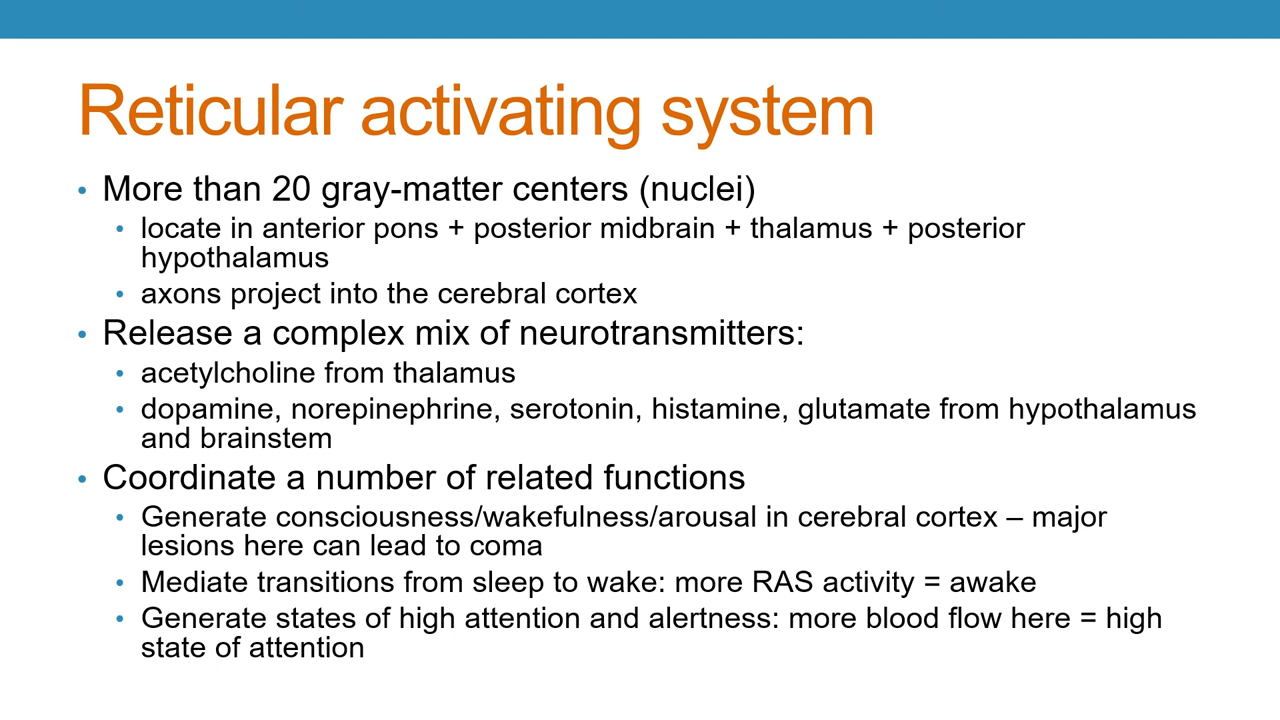 Reticular activating system
• More than 20 gray-matter centers (nuclei)
• locate in anterior pons + posterior midbrain + thalamus + posterior
hypothalamus
• axons project into the cerebral cortex
• Release a complex mix of neurotransmitters:
• acetylcholine from thalamus
• dopamine, norepinephrine, serotonin, histamine, glutamate from hypothalamus
and brainstem
• Coordinate a number of related functions
• Generate consciousness/wakefulness/arousal in cerebral cortex – major
lesions here can lead to coma
• Mediate transitions from sleep to wake: more RAS activity = awake
• Generate states of high attention and alertness: more blood flow here = high
state of attention